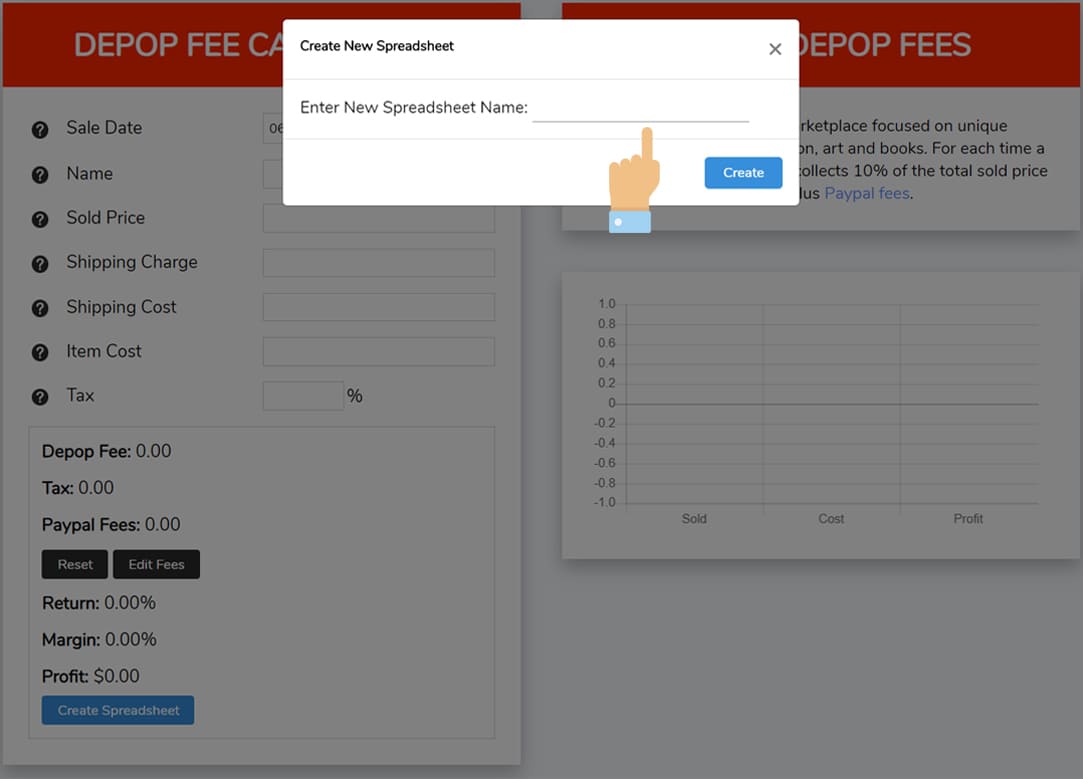 DEPOP FEE CA
Create New Spreadsheet
×
DEPOP FEES
Enter New Spreadsheet Name:
Create
? Sale Date
06
? Name
? Sold Price
? Shipping Charge
? Shipping Cost
? Item Cost
? Tax
%
Depop Fee: 0.00
Tax: 0.00
Paypal Fees: 0.00
Reset
Edit Fees
Return: 0.00%
Margin: 0.00%
Profit: $0.00
Create Spreadsheet
rketplace focused on unique
on, art and books. For each time a
collects 10% of the total sold price
lus Paypal fees.
1.0
0.8
0.6
0.4
0.2
0
-0.2
-0.4
-0.6
-0.8
-1.0
Sold
Cost
Profit